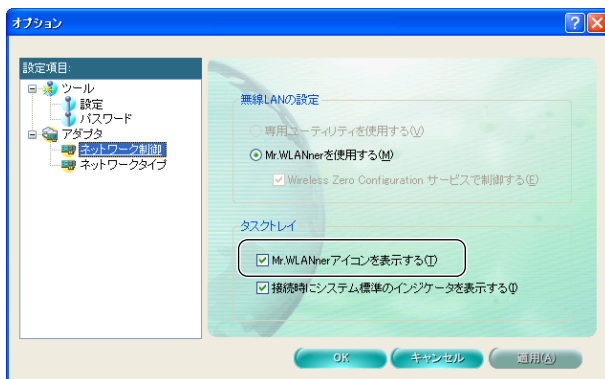 オプション
設定項目:
ツール
設定
パスワード
アダプタ
ネットワーク制御
ネットワークタイプ
無線LANの設定
専用ユーティリティを使用する(V)
Mr.WLANnerを使用する(M)
Wireless Zero Configuration サービスで制御する(E)
タスクトレイ
Mr.WLANnerアイコンを表示する(T)
接続時にシステム標準のインジケータを表示する(I)
OK キャンセル 適用(A)